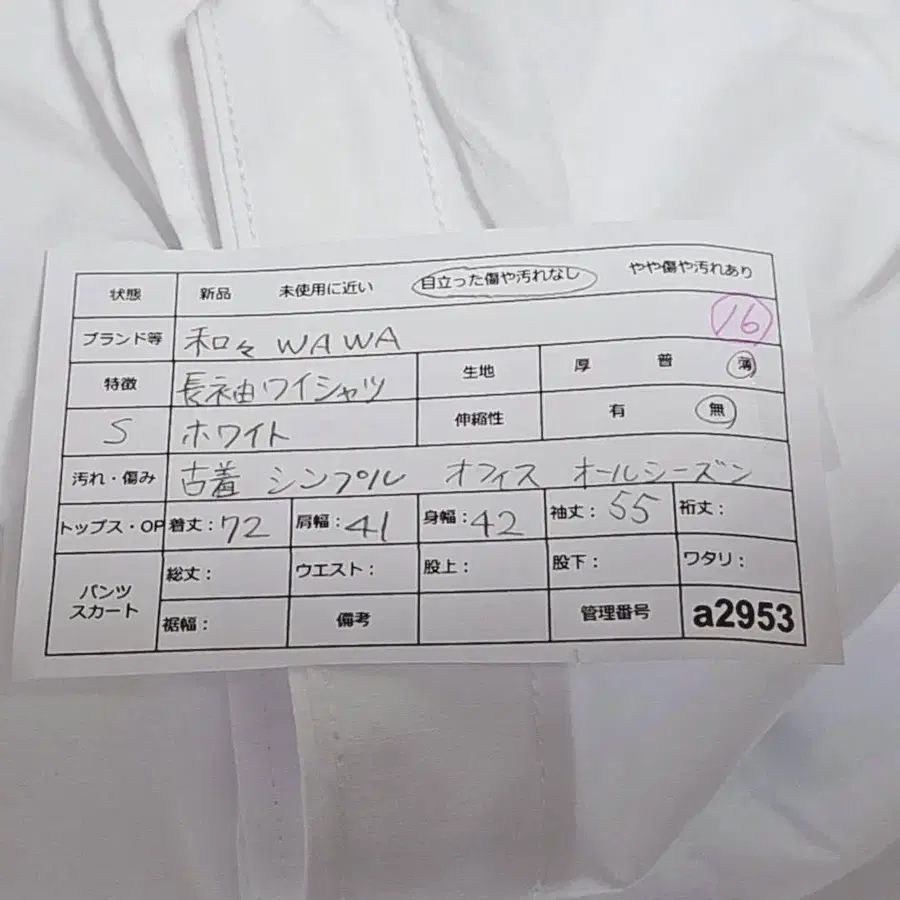 状態 新品 未使用に近い 目立った傷や汚れなし やや傷や汚れあり
ブランド等 和々 WAWA 16
特徴 長袖ワイシャツ 生地 厚 普 薄
S ホワイト 伸縮性 有 無
汚れ・傷み 古着 シンプル オフィス オールシーズン
トップス・OP 着丈：72 肩幅：41 身幅：42 袖丈：55 裄丈：
パンツ スカート 総丈： ウエスト： 股上： 股下： ワタリ：
裾幅： 備考 管理番号 a2953